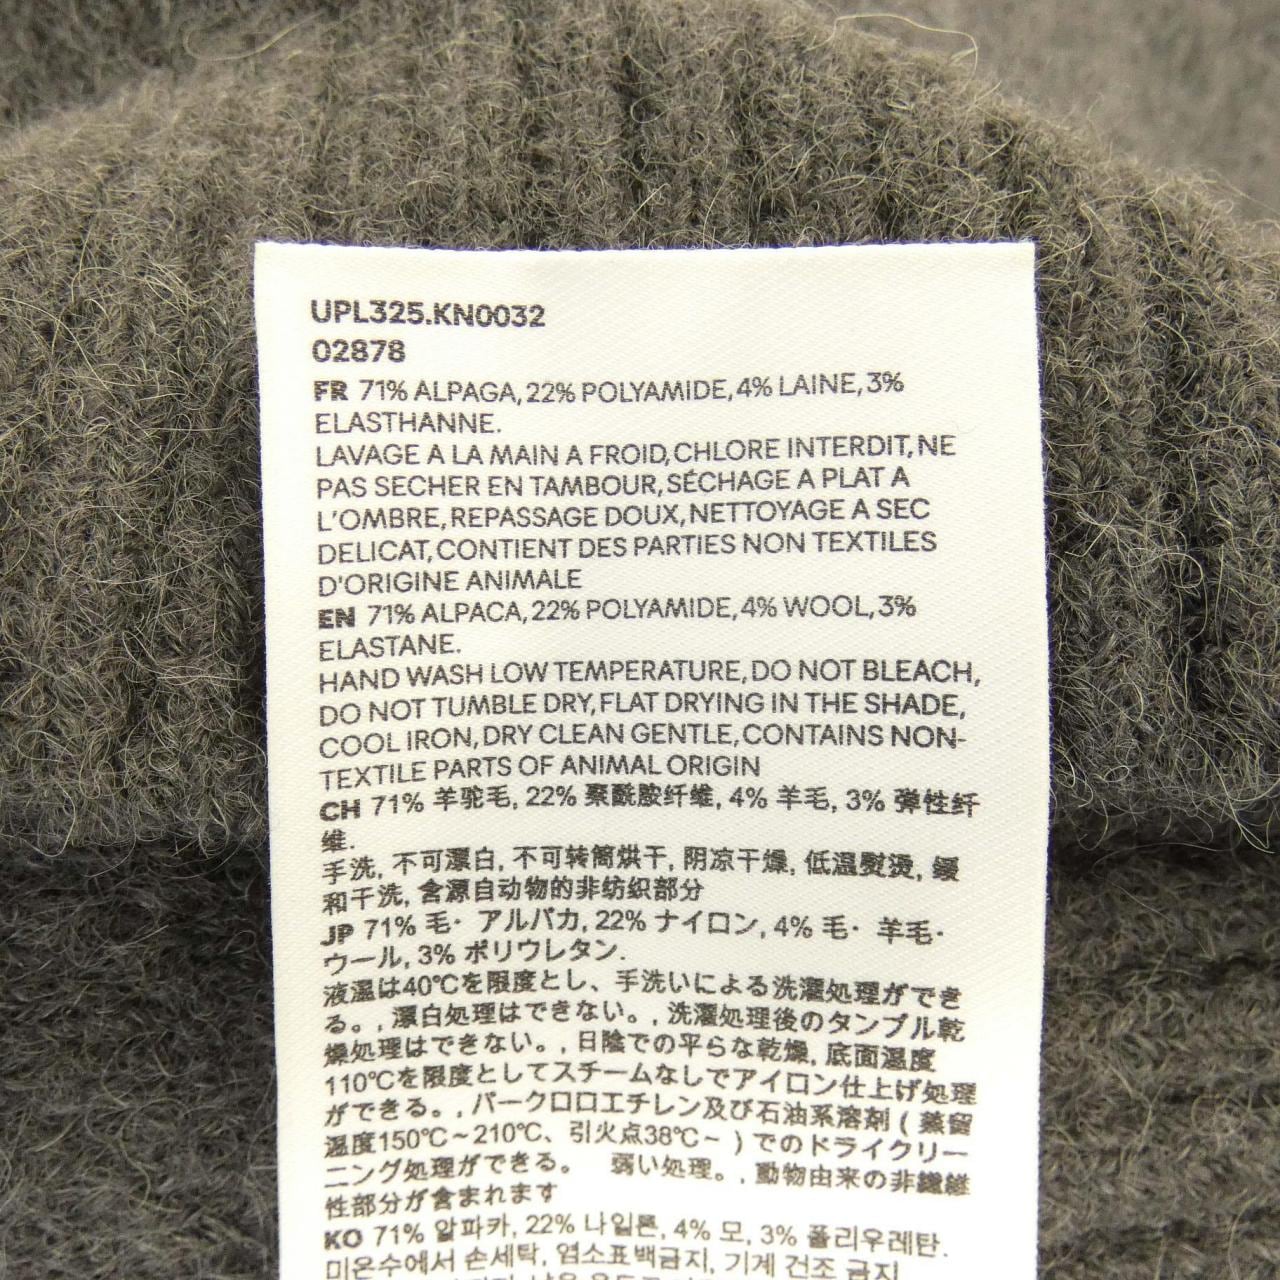 UPL325.KN0032
02878
FR 71% ALPAGA, 22% POLYAMIDE, 4% LAINE, 3%
ELASTHANNE.
LAVAGE A LA MAIN A FROID, CHLORE INTERDIT, NE
PAS SECHER EN TAMBOUR, SÉCHAGE A PLAT A
L'OMBRE, REPASSAGE DOUX, NETTOYAGE A SEC
DELICAT, CONTIENT DES PARTIES NON TEXTILES
D'ORIGINE ANIMALE
EN 71% ALPACA, 22% POLYAMIDE, 4% WOOL, 3%
ELASTANE.
HAND WASH LOW TEMPERATURE, DO NOT BLEACH,
DO NOT TUMBLE DRY, FLAT DRYING IN THE SHADE,
COOL IRON, DRY CLEAN GENTLE, CONTAINS NON-
TEXTILE PARTS OF ANIMAL ORIGIN
CH 71% 羊驼毛, 22% 聚酰胺纤维, 4% 羊毛, 3% 弹性纤
维.
手洗, 不可漂白, 不可转筒烘干, 阴凉干燥, 低温熨烫, 缓
和干洗, 含源自动物的非纺织部分
JP 71% 毛· アルパカ, 22% ナイロン, 4% 毛· 羊毛·
ウール, 3% ポリウレタン.
液温は40℃を限度とし、手洗いによる洗濯処理ができ
る。, 漂白処理はできない。, 洗濯処理後のタンブル乾
燥処理はできない。, 日陰での平らな乾燥, 底面温度
110℃を限度としてスチームなしでアイロン仕上げ処理
ができる。, パークロロエチレン及び石油系溶剤 ( 蒸留
温度150℃~210℃、引火点38℃~ ) でのドライクリー
ニング処理ができる。 弱い処理。, 動物由来の非繊維
性部分が含まれます
KO 71% 알파카, 22% 나일론, 4% 모, 3% 폴리우레탄.
미온수에서 손세탁, 염소표백금지, 기계 건조 금지